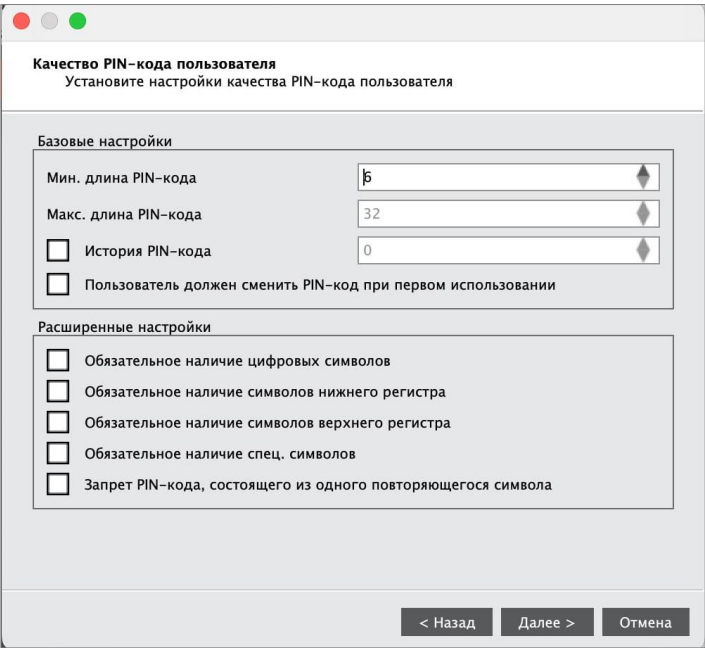 Качество PIN-кода пользователя
Установите настройки качества PIN-кода пользователя
Базовые настройки
Мин. длина PIN-кода 6
Макс. длина PIN-кода 32
История PIN-кода 0
Пользователь должен сменить PIN-код при первом использовании
Расширенные настройки
Обязательное наличие цифровых символов
Обязательное наличие символов нижнего регистра
Обязательное наличие символов верхнего регистра
Обязательное наличие спец. символов
Запрет PIN-кода, состоящего из одного повторяющегося символа
< Назад Далее > Отмена